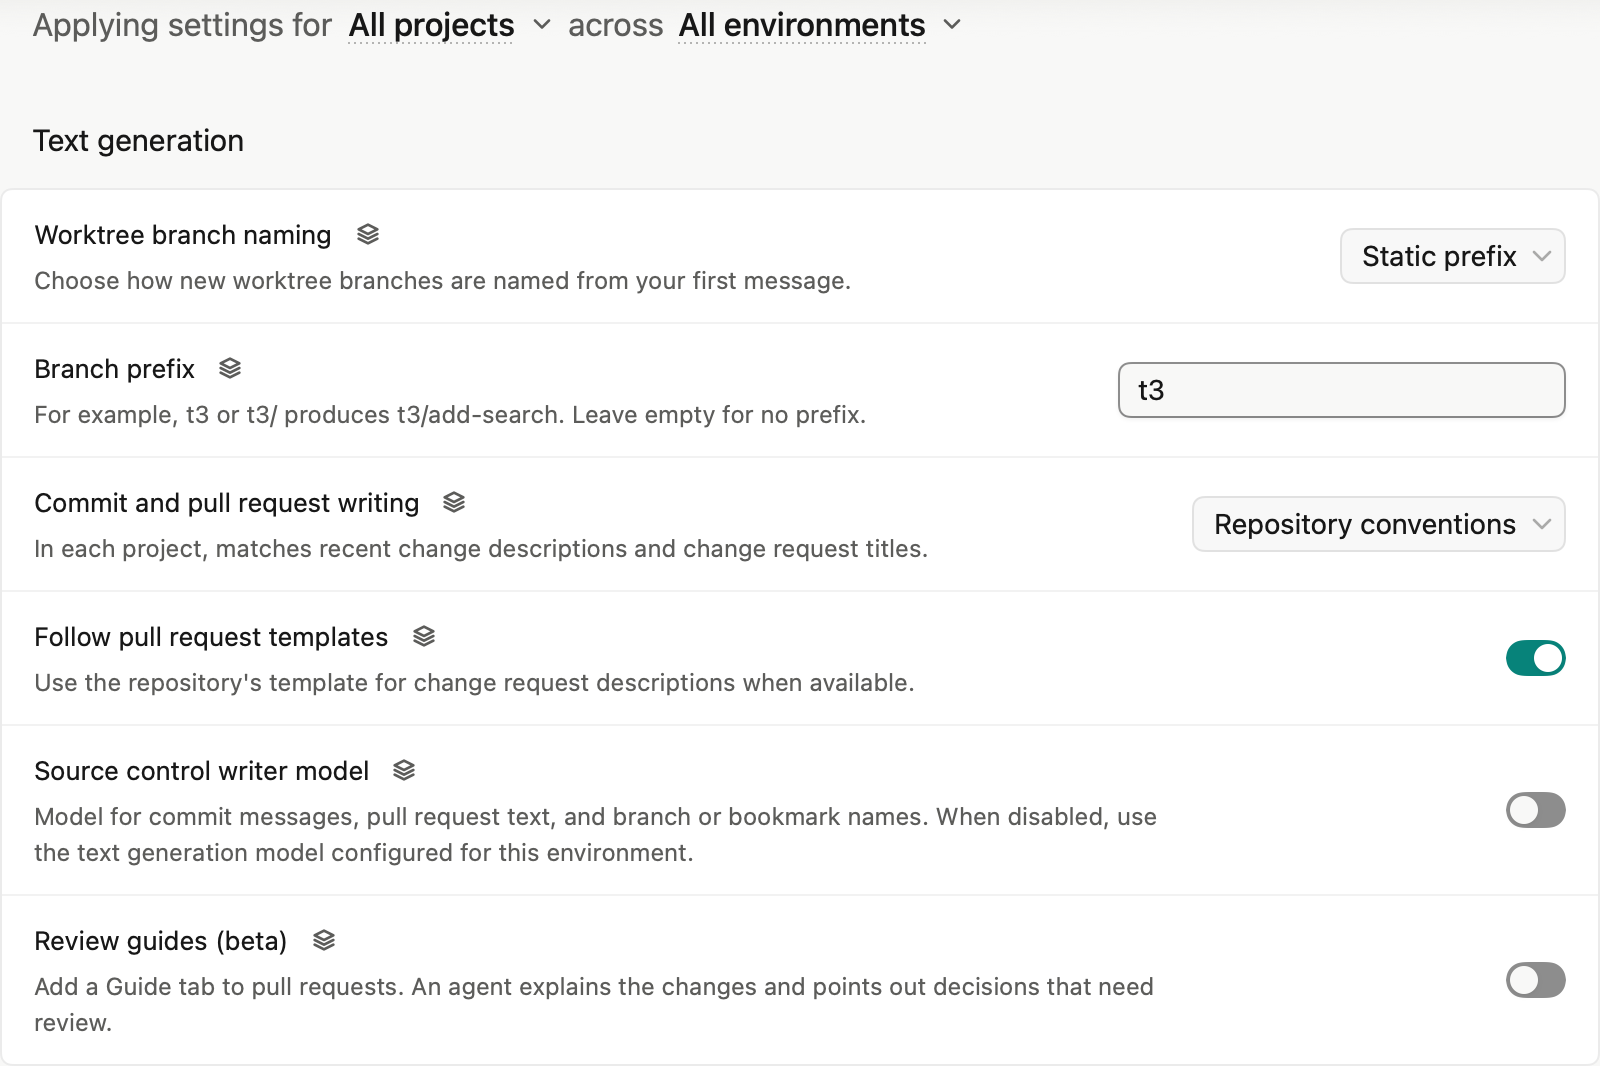 Applying settings for All projects across All environments
Text generation
Worktree branch naming
Choose how new worktree branches are named from your first message.
Static prefix
Branch prefix
For example, t3 or t3/ produces t3/add-search. Leave empty for no prefix.
t3
Commit and pull request writing
In each project, matches recent change descriptions and change request titles.
Repository conventions
Follow pull request templates
Use the repository's template for change request descriptions when available.
Source control writer model
Model for commit messages, pull request text, and branch or bookmark names. When disabled, use
the text generation model configured for this environment.
Review guides (beta)
Add a Guide tab to pull requests. An agent explains the changes and points out decisions that need
review.